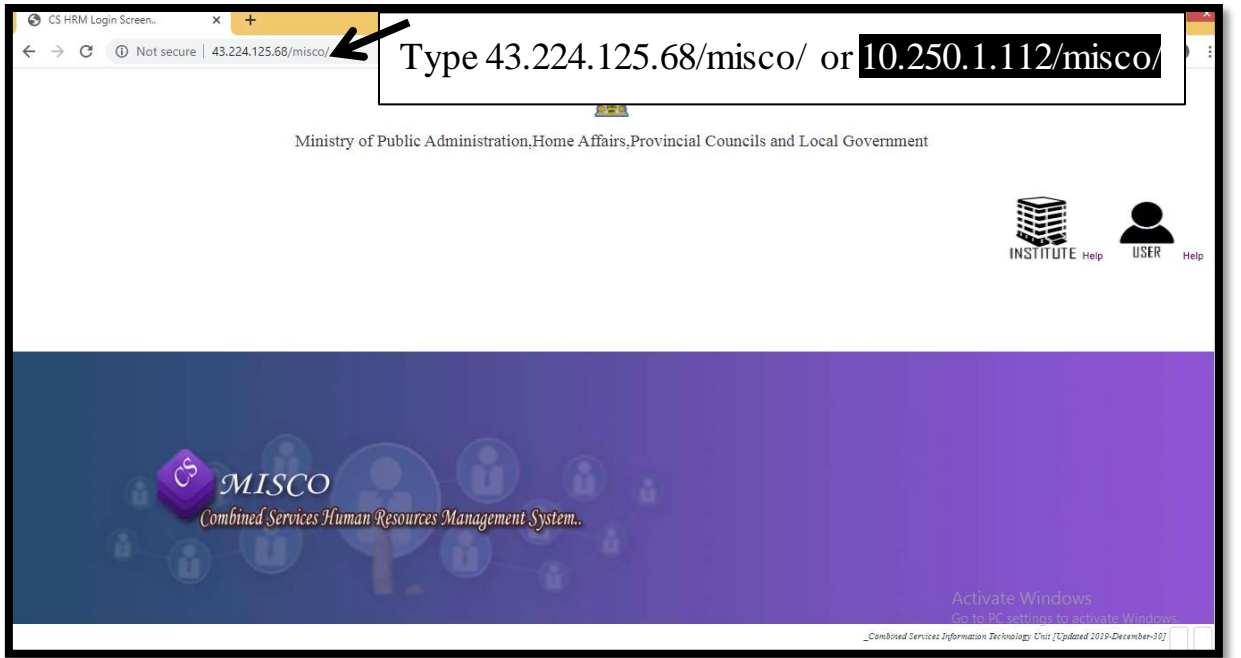 CS HRM Login Screen..
Not secure | 43.224.125.68/misco/
Type 43.224.125.68/misco/ or 10.250.1.112/misco/
Ministry of Public Administration,Home Affairs,Provincial Councils and Local Government
INSTITUTE Help USER Help
CS
MISCO
Combined Services Human Resources Management System..
Activate Windows
Go to PC settings to activate Windows.
_Combined Services Information Technology Unit [Updated 2019-December-30]